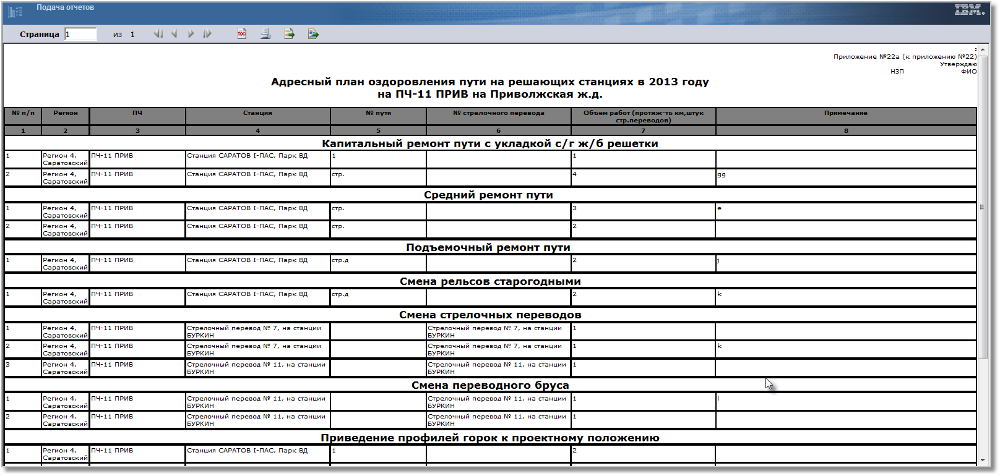 Подача отчетов
IBM.
Страница 1 из 1
TOC
:
Приложение №22а (к приложению №22)
Утверждаю
НЗП ФИО
Адресный план оздоровления пути на решающих станциях в 2013 году
на ПЧ-11 ПРИВ на Приволжская ж.д.
№ п/п Регион ПЧ Станция № пути № стрелочного перевода Объем работ (протяж-ть км,штук Примечание
стр.переводов)
1 2 3 4 5 6 7 8
Капитальный ремонт пути с укладкой с/г ж/б решетки
1 Регион 4, ПЧ-11 ПРИВ Станция САРАТОВ I-ПАС, Парк ВД 1 1
Саратовский
2 Регион 4, ПЧ-11 ПРИВ Станция САРАТОВ I-ПАС, Парк ВД стр. 4 gg
Саратовский
Средний ремонт пути
1 Регион 4, ПЧ-11 ПРИВ Станция САРАТОВ I-ПАС, Парк ВД стр. 3 е
Саратовский
2 Регион 4, ПЧ-11 ПРИВ Станция САРАТОВ I-ПАС, Парк ВД стр. 2
Саратовский
Подъемочный ремонт пути
1 Регион 4, ПЧ-11 ПРИВ Станция САРАТОВ I-ПАС, Парк ВД стр.д 2 j
Саратовский
Смена рельсов старогодными
1 Регион 4, ПЧ-11 ПРИВ Станция САРАТОВ I-ПАС, Парк ВД стр.д 2 k
Саратовский
Смена стрелочных переводов
1 Регион 4, ПЧ-11 ПРИВ Стрелочный перевод № 7, на станции Стрелочный перевод № 7, на станции 1
Саратовский БУРКИН БУРКИН
2 Регион 4, ПЧ-11 ПРИВ Стрелочный перевод № 7, на станции Стрелочный перевод № 7, на станции 1 k
Саратовский БУРКИН БУРКИН
3 Регион 4, ПЧ-11 ПРИВ Стрелочный перевод № 11, на станции Стрелочный перевод № 11, на станции 1
Саратовский БУРКИН БУРКИН
Смена переводного бруса
1 Регион 4, ПЧ-11 ПРИВ Стрелочный перевод № 11, на станции Стрелочный перевод № 11, на станции 1 l
Саратовский БУРКИН БУРКИН
2 Регион 4, ПЧ-11 ПРИВ Стрелочный перевод № 11, на станции Стрелочный перевод № 11, на станции 1
Саратовский БУРКИН БУРКИН
Приведение профилей горок к проектному положению
1 Регион 4, ПЧ-11 ПРИВ Станция САРАТОВ I-ПАС, Парк ВД 1 2
Саратовский